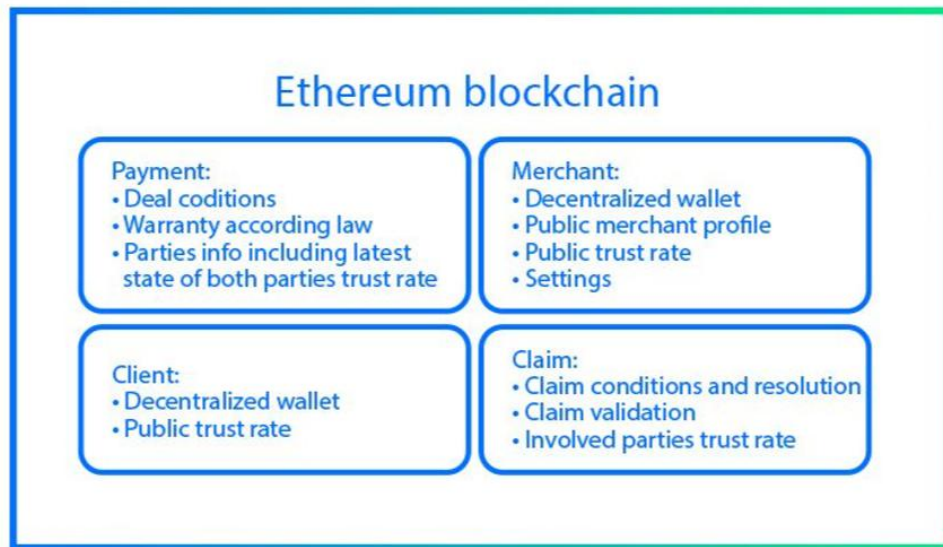 Ethereum blockchain
Payment:
• Deal coditions
• Warranty according law
• Parties info including latest
state of both parties trust rate
Merchant:
• Decentralized wallet
• Public merchant profile
• Public trust rate
• Settings
Client:
• Decentralized wallet
• Public trust rate
Claim:
• Claim conditions and resolution
• Claim validation
• Involved parties trust rate